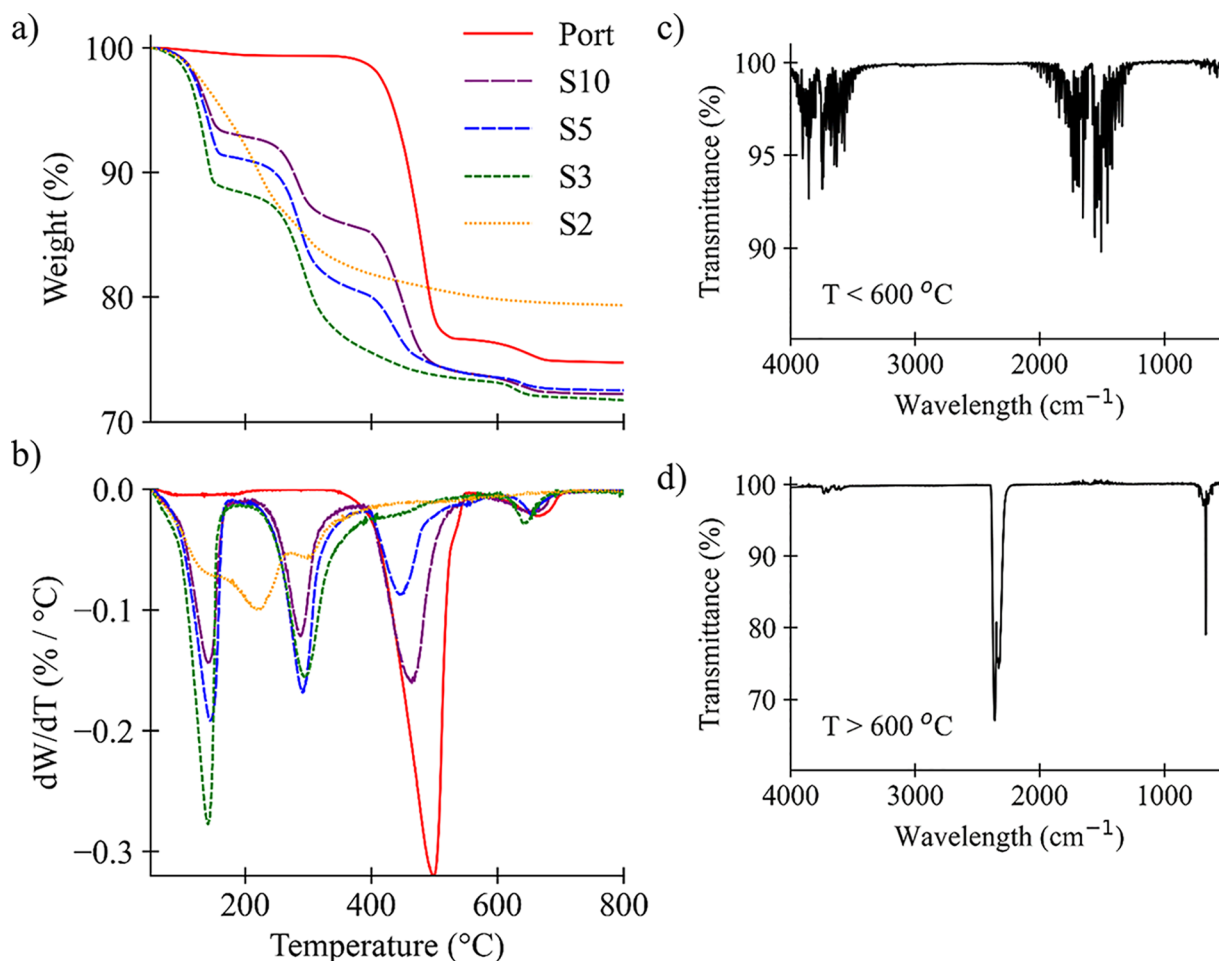 a)
100
90
80
70
Weight (%)
Port
S10
S5
S3
S2
b)
0.0
−0.1
−0.2
−0.3
dW/dT (% / °C)
200
400
600
800
Temperature (°C)
c)
100
95
90
Transmittance (%)
T < 600 °C
4000
3000
2000
1000
Wavelength (cm⁻¹)
d)
100
90
80
70
Transmittance (%)
T > 600 °C
4000
3000
2000
1000
Wavelength (cm⁻¹)